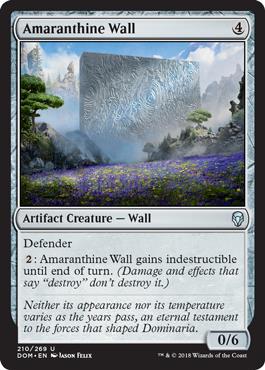 Amaranthine Wall 4
Artifact Creature — Wall
Defender
2: Amaranthine Wall gains indestructible
until end of turn. (Damage and effects that
say “destroy” don’t destroy it.)
Neither its appearance nor its temperature
varies as the years pass, an eternal testament
to the forces that shaped Dominaria.
0/6
210/269 U
DOM • EN Jason Felix
™ & © 2018 Wizards of the Coast